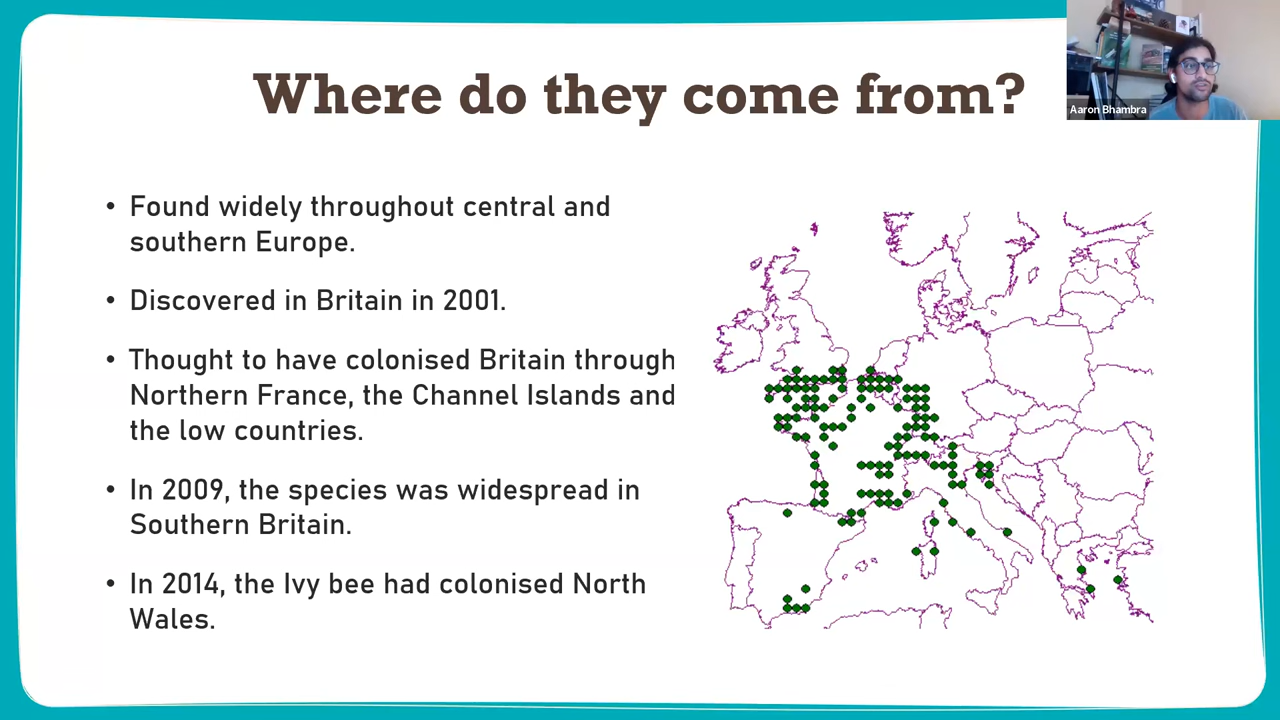 Where do they come from?
Aaron Bhambra
• Found widely throughout central and
southern Europe.
• Discovered in Britain in 2001.
• Thought to have colonised Britain through
Northern France, the Channel Islands and
the low countries.
• In 2009, the species was widespread in
Southern Britain.
• In 2014, the Ivy bee had colonised North
Wales.